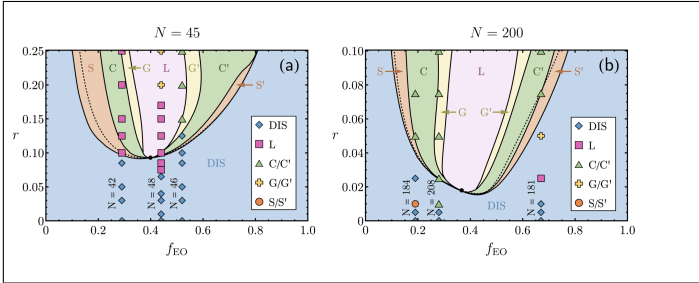 N = 45
N = 200
(a)
(b)
0.25
0.20
0.15
0.10
0.05
0
0.10
0.08
0.06
0.04
0.02
0
r
r
S
C
G
L
G'
C'
S'
DIS
S
C
L
C'
S'
G
G'
DIS
N = 42
N = 48
N = 46
N = 184
N = 208
N = 181
DIS
L
C/C'
G/G'
S/S'
DIS
L
C/C'
G/G'
S/S'
0.0 0.2 0.4 0.6 0.8 1.0
0.0 0.2 0.4 0.6 0.8 1.0
fEO
fEO